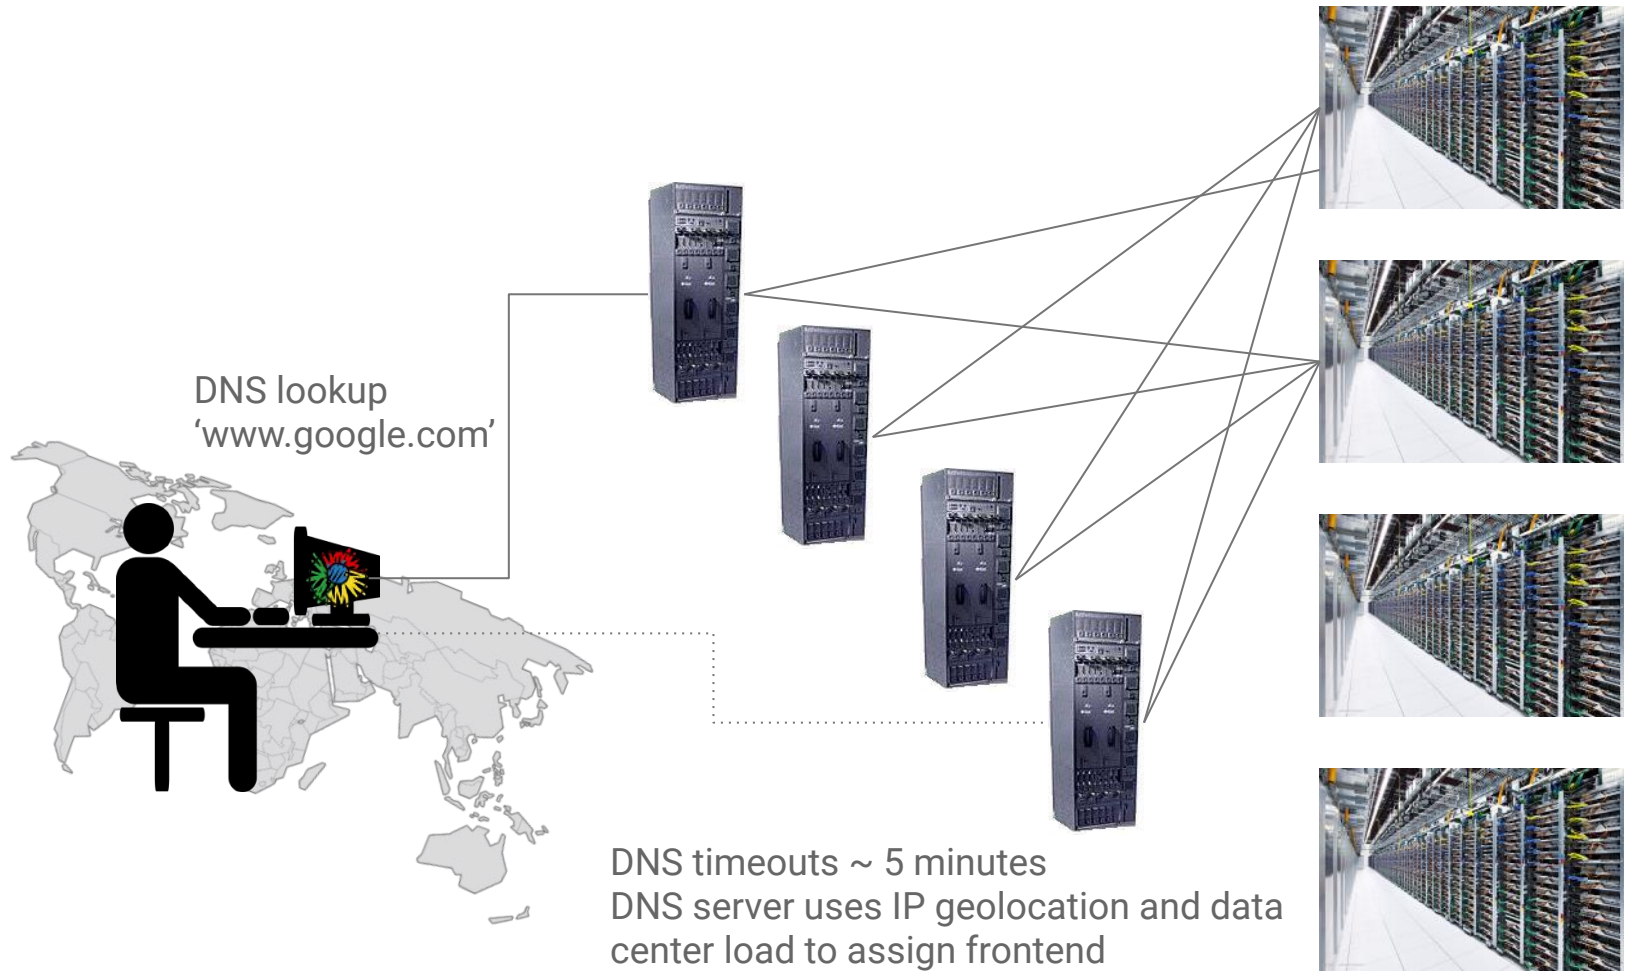 DNS lookup
‘www.google.com’
DNS timeouts ~ 5 minutes
DNS server uses IP geolocation and data
center load to assign frontend